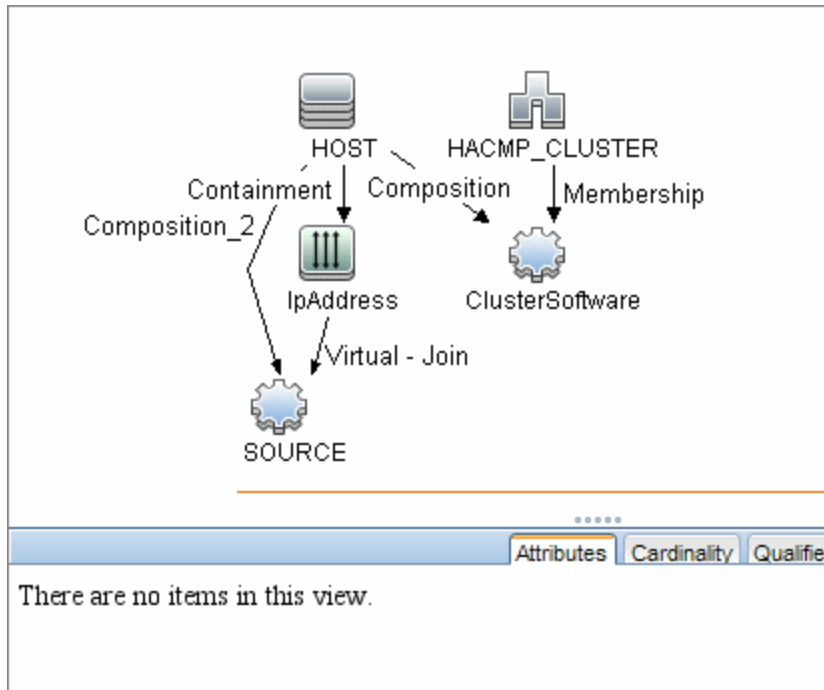 HOST
HACMP_CLUSTER
Containment
Composition
Membership
Composition_2
IpAddress
ClusterSoftware
Virtual - Join
SOURCE
Attributes
Cardinality
Qualifie
There are no items in this view.